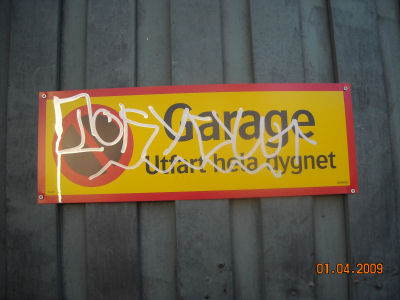 Garage
Utfart hela dygnet
01.04.2009